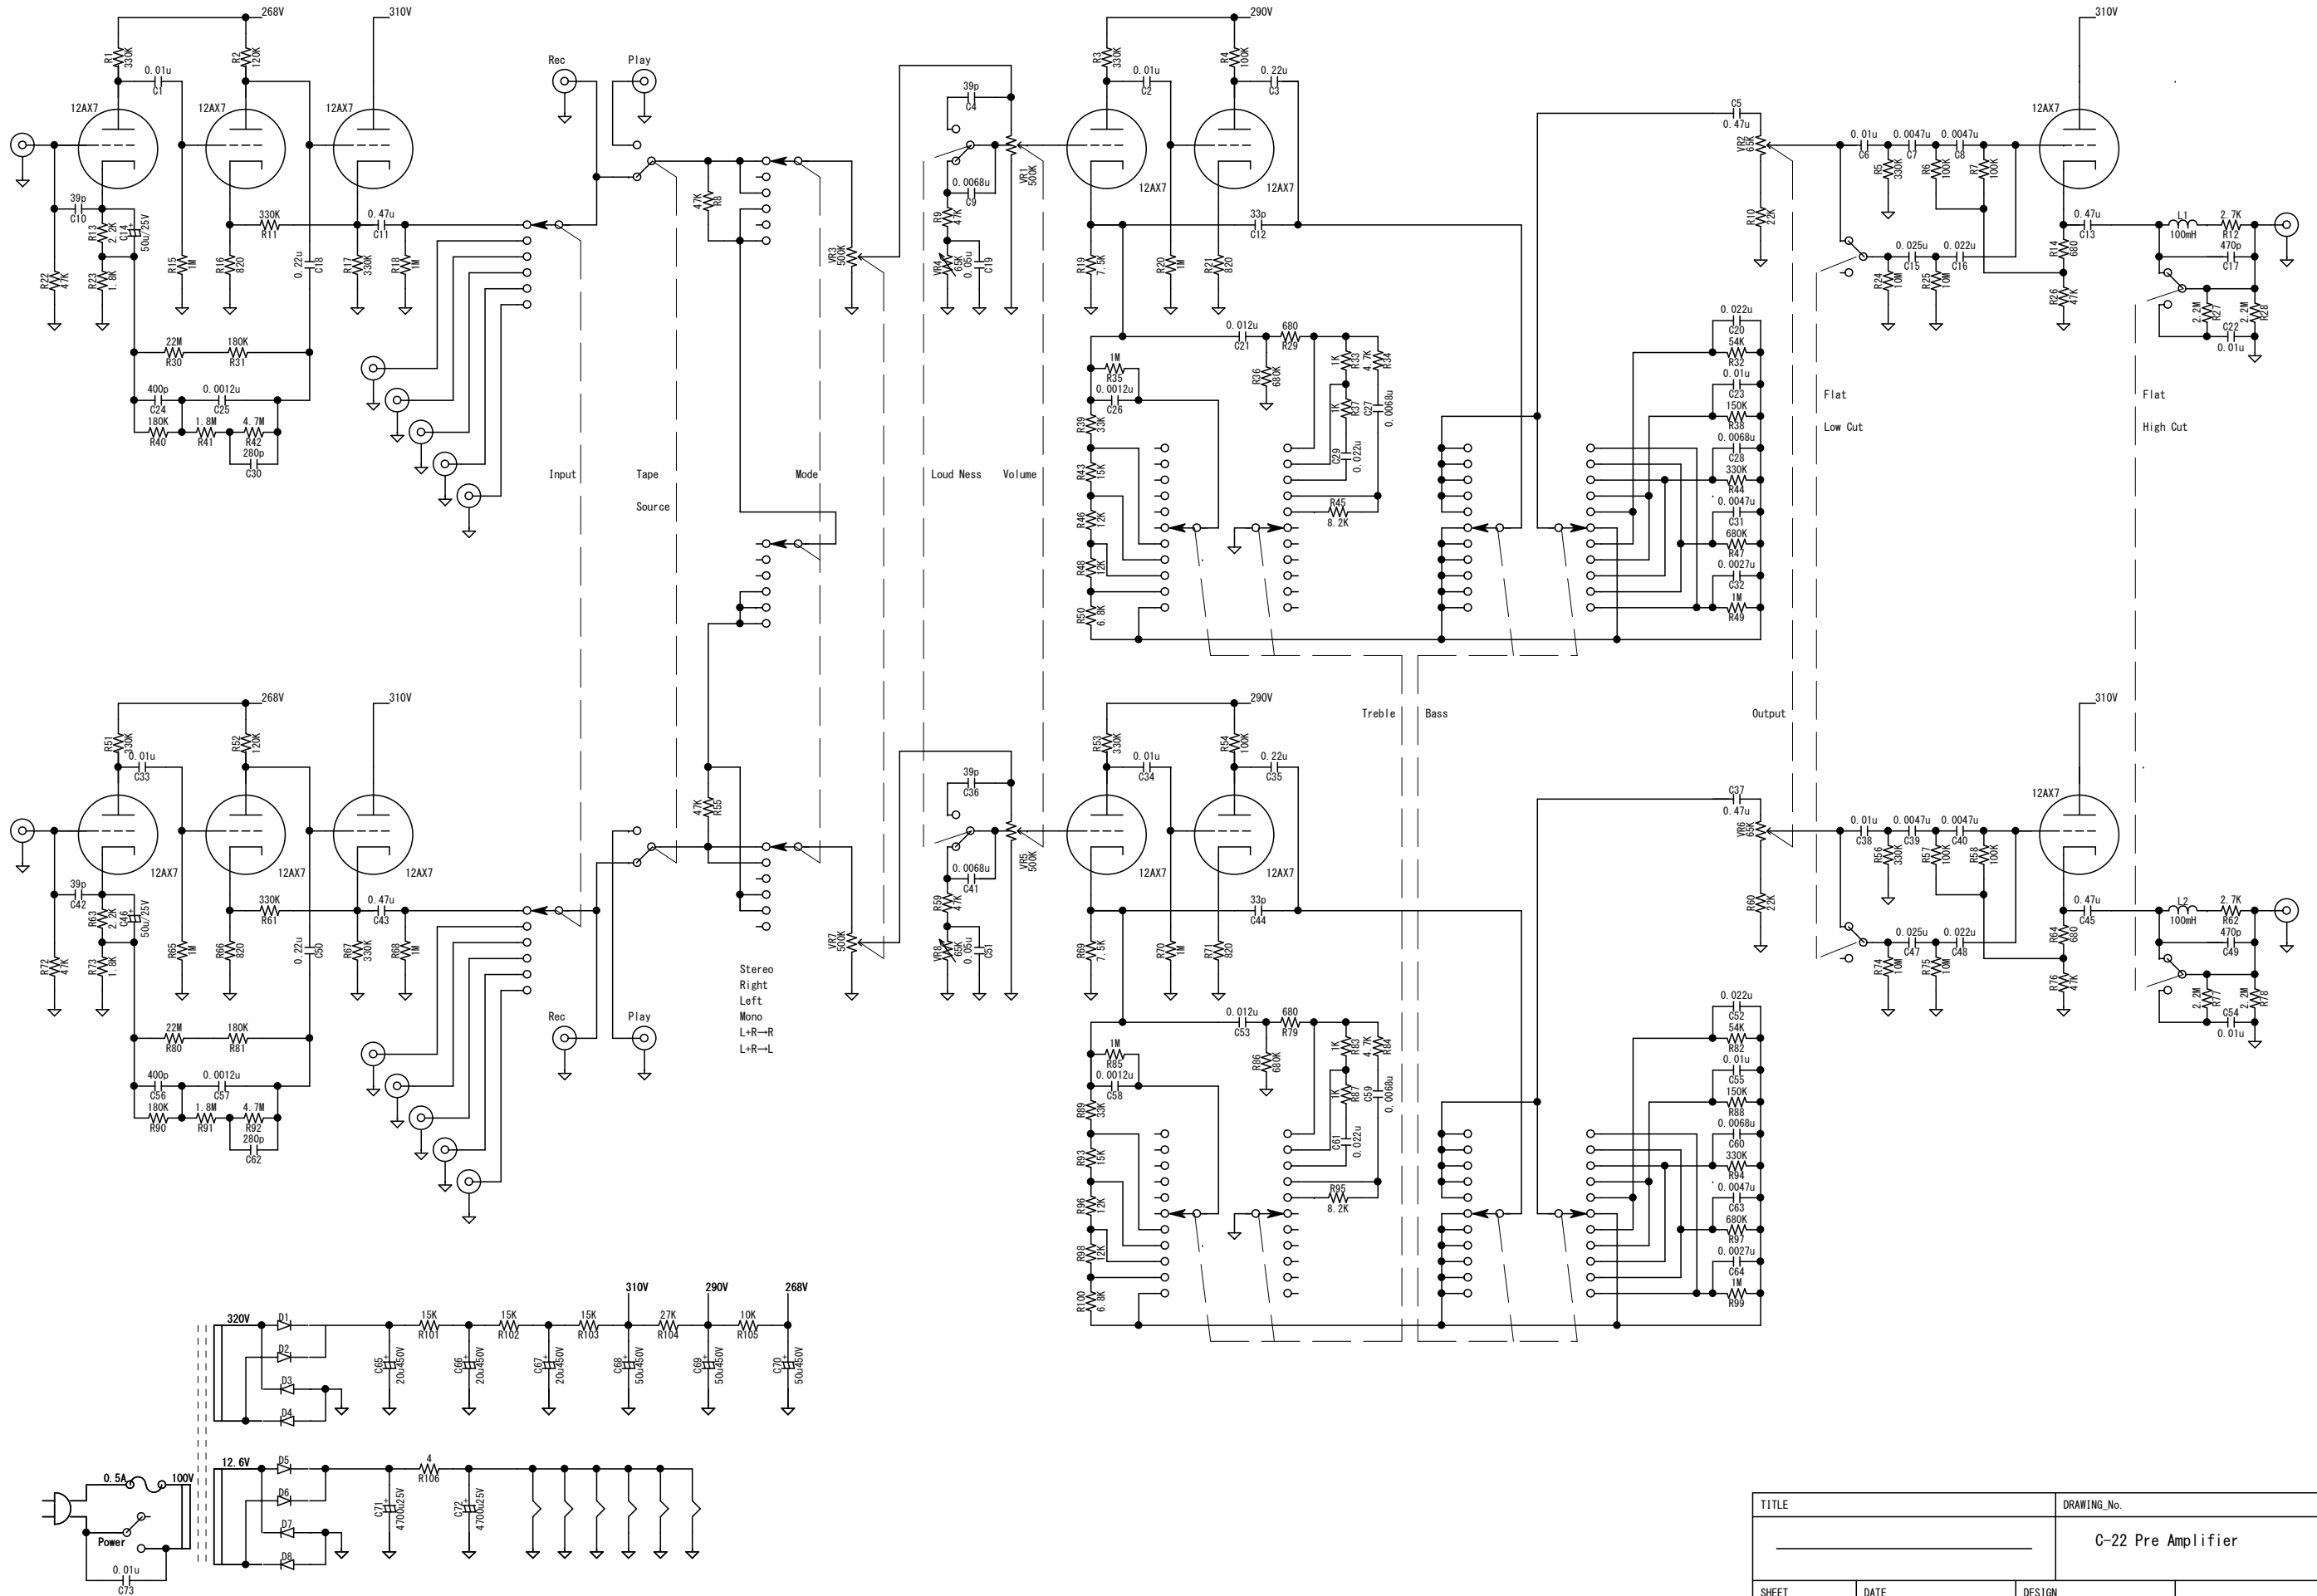 268V
310V
290V
310V
R1 330K
R2 120K
0.01u
C1
12AX7
12AX7
12AX7
Rec
Play
39p
C4
R3 330K
0.01u
C2
R4 100K
0.22u
C3
12AX7
12AX7
C5
0.47u
VR2 65K
0.01u
C6
0.0047u
C7
0.0047u
C8
R5 330K
R6 100K
R7 100K
12AX7
39p
C10
R13 2.2K
C14 50u/25V
R22 47K
R23 1.8K
R15 1M
R16 820
330K
R11
0.22u C18
R17 330K
0.47u
C11
R18 1M
47K R8
VR3 500K
0.0068u
C9
R9 47K
VR4 65K
0.05u C19
VR1 500K
33p
C12
R19 7.5K
R20 1M
R21 820
R10 22K
0.025u
C15
0.022u
C16
R24 10M
R25 10M
0.47u
C13
R14 680
R26 47K
L1
100mH
2.7K
R12
470p
C17
2.2M R27
2.2M R28
C22
0.01u
22M
R30
180K
R31
400p
C24
0.0012u
C25
180K
R40
1.8M
R41
4.7M
R42
280p
C30
0.012u
C21
680
R29
R36 680K
1K R33
4.7K R34
1K R37
C27 0.0068u
C29 0.022u
R45
8.2K
1M
R35
0.0012u
C26
R39 33K
R43 15K
R46 12K
R48 12K
R50 6.8K
0.022u
C20
54K
R32
0.01u
C23
150K
R38
0.0068u
C28
330K
R44
0.0047u
C31
680K
R47
0.0027u
C32
1M
R49
Input
Tape
Source
Mode
Loud Ness
Volume
Flat
Low Cut
Flat
High Cut
Treble
Bass
Output
268V
310V
290V
310V
R51 330K
R52 120K
0.01u
C33
12AX7
12AX7
12AX7
47K R55
39p
C36
R53 330K
0.01u
C34
R54 100K
0.22u
C35
12AX7
12AX7
C37
0.47u
VR6 65K
0.01u
C38
0.0047u
C39
0.0047u
C40
R56 330K
R57 100K
R58 100K
12AX7
39p
C42
R63 2.2K
C46 50u/25V
R72 47K
R73 1.8K
R65 1M
R66 820
330K
R61
0.22u C50
R67 330K
0.47u
C43
R68 1M
VR7 500K
0.0068u
C41
R59 47K
VR8 65K
0.05u C51
VR5 500K
33p
C44
R69 7.5K
R70 1M
R71 820
R60 22K
0.025u
C47
0.022u
C48
R74 10M
R75 10M
0.47u
C45
R64 680
R76 47K
L2
100mH
2.7K
R62
470p
C49
2.2M R77
2.2M R78
C54
0.01u
Stereo
Right
Left
Mono
L+R→R
L+R→L
Rec
Play
22M
R80
180K
R81
400p
C56
0.0012u
C57
180K
R90
1.8M
R91
4.7M
R92
280p
C62
0.012u
C53
680
R79
R86 680K
1K R83
4.7K R84
1K R87
C59 0.0068u
C61 0.022u
R95
8.2K
1M
R85
0.0012u
C58
R89 33K
R93 15K
R96 12K
R98 12K
R100 6.8K
0.022u
C52
54K
R82
0.01u
C55
150K
R88
0.0068u
C60
330K
R94
0.0047u
C63
680K
R97
0.0027u
C64
1M
R99
320V
D1
D2
D3
D4
15K
R101
15K
R102
15K
R103
310V
27K
R104
290V
10K
R105
268V
C65 20u450V
C66 20u450V
C67 20u450V
C68 50u450V
C69 50u450V
C70 50u450V
0.5A
100V
Power
0.01u
C73
12.6V
D5
D6
D7
D8
4
R106
C71 4700u25V
C72 4700u25V
TITLE
DRAWING_No.
C-22 Pre Amplifier
SHEET
DATE
DESIGN